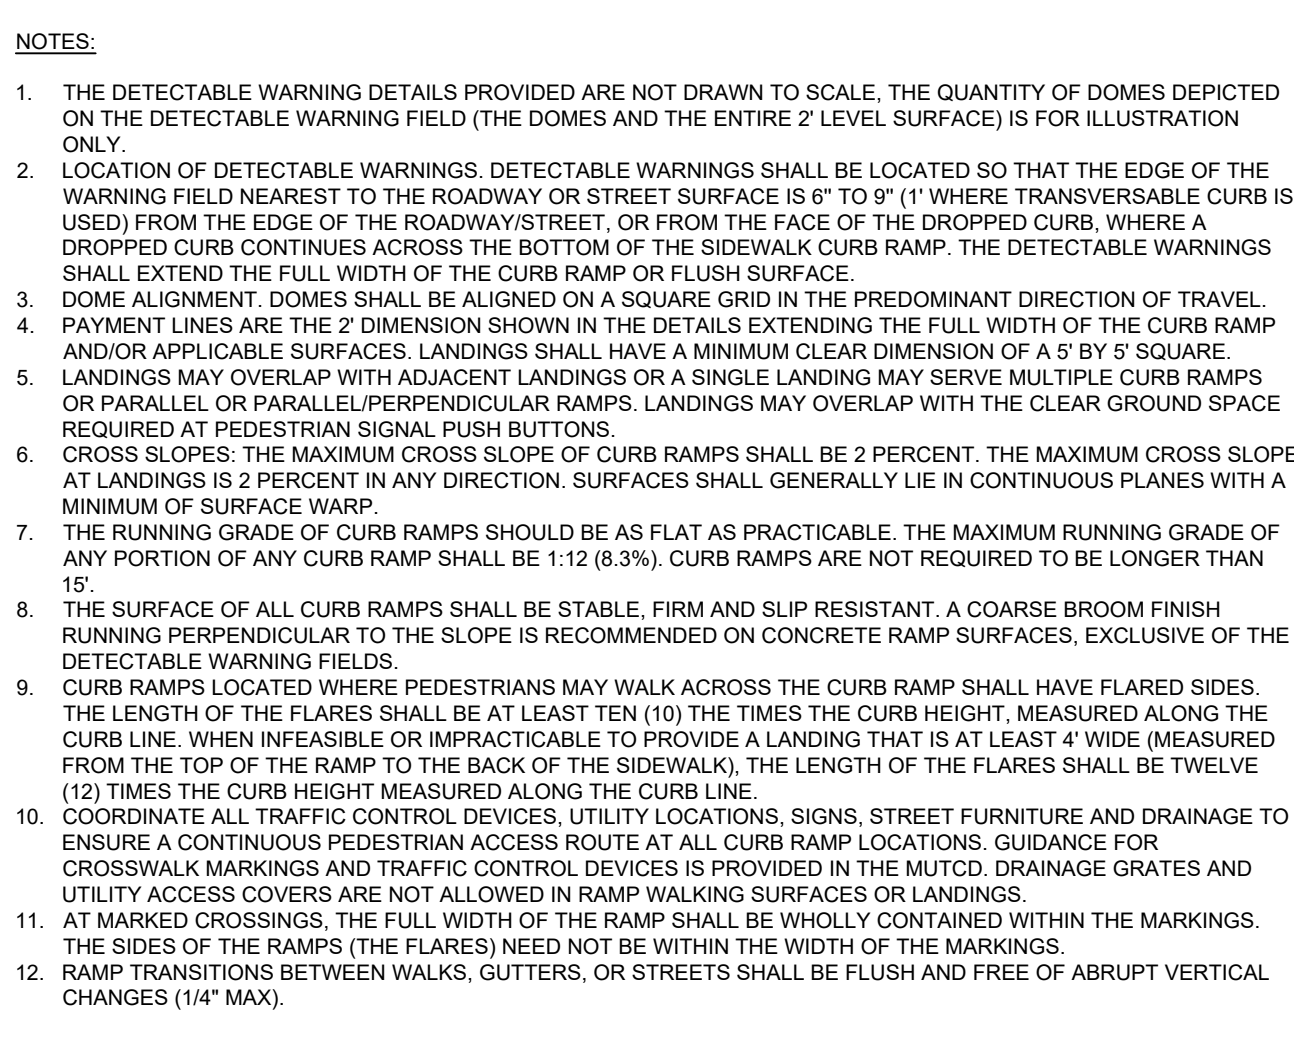 NOTES:
1. THE DETECTABLE WARNING DETAILS PROVIDED ARE NOT DRAWN TO SCALE, THE QUANTITY OF DOMES DEPICTED
ON THE DETECTABLE WARNING FIELD (THE DOMES AND THE ENTIRE 2' LEVEL SURFACE) IS FOR ILLUSTRATION
ONLY.
2. LOCATION OF DETECTABLE WARNINGS. DETECTABLE WARNINGS SHALL BE LOCATED SO THAT THE EDGE OF THE
WARNING FIELD NEAREST TO THE ROADWAY OR STREET SURFACE IS 6" TO 9" (1' WHERE TRANSVERSABLE CURB IS
USED) FROM THE EDGE OF THE ROADWAY/STREET, OR FROM THE FACE OF THE DROPPED CURB, WHERE A
DROPPED CURB CONTINUES ACROSS THE BOTTOM OF THE SIDEWALK CURB RAMP. THE DETECTABLE WARNINGS
SHALL EXTEND THE FULL WIDTH OF THE CURB RAMP OR FLUSH SURFACE.
3. DOME ALIGNMENT. DOMES SHALL BE ALIGNED ON A SQUARE GRID IN THE PREDOMINANT DIRECTION OF TRAVEL.
4. PAYMENT LINES ARE THE 2' DIMENSION SHOWN IN THE DETAILS EXTENDING THE FULL WIDTH OF THE CURB RAMP
AND/OR APPLICABLE SURFACES. LANDINGS SHALL HAVE A MINIMUM CLEAR DIMENSION OF A 5' BY 5' SQUARE.
5. LANDINGS MAY OVERLAP WITH ADJACENT LANDINGS OR A SINGLE LANDING MAY SERVE MULTIPLE CURB RAMPS
OR PARALLEL OR PARALLEL/PERPENDICULAR RAMPS. LANDINGS MAY OVERLAP WITH THE CLEAR GROUND SPACE
REQUIRED AT PEDESTRIAN SIGNAL PUSH BUTTONS.
6. CROSS SLOPES: THE MAXIMUM CROSS SLOPE OF CURB RAMPS SHALL BE 2 PERCENT. THE MAXIMUM CROSS SLOPE
AT LANDINGS IS 2 PERCENT IN ANY DIRECTION. SURFACES SHALL GENERALLY LIE IN CONTINUOUS PLANES WITH A
MINIMUM OF SURFACE WARP.
7. THE RUNNING GRADE OF CURB RAMPS SHOULD BE AS FLAT AS PRACTICABLE. THE MAXIMUM RUNNING GRADE OF
ANY PORTION OF ANY CURB RAMP SHALL BE 1:12 (8.3%). CURB RAMPS ARE NOT REQUIRED TO BE LONGER THAN
15'.
8. THE SURFACE OF ALL CURB RAMPS SHALL BE STABLE, FIRM AND SLIP RESISTANT. A COARSE BROOM FINISH
RUNNING PERPENDICULAR TO THE SLOPE IS RECOMMENDED ON CONCRETE RAMP SURFACES, EXCLUSIVE OF THE
DETECTABLE WARNING FIELDS.
9. CURB RAMPS LOCATED WHERE PEDESTRIANS MAY WALK ACROSS THE CURB RAMP SHALL HAVE FLARED SIDES.
THE LENGTH OF THE FLARES SHALL BE AT LEAST TEN (10) THE TIMES THE CURB HEIGHT, MEASURED ALONG THE
CURB LINE. WHEN INFEASIBLE OR IMPRACTICABLE TO PROVIDE A LANDING THAT IS AT LEAST 4' WIDE (MEASURED
FROM THE TOP OF THE RAMP TO THE BACK OF THE SIDEWALK), THE LENGTH OF THE FLARES SHALL BE TWELVE
(12) TIMES THE CURB HEIGHT MEASURED ALONG THE CURB LINE.
10. COORDINATE ALL TRAFFIC CONTROL DEVICES, UTILITY LOCATIONS, SIGNS, STREET FURNITURE AND DRAINAGE TO
ENSURE A CONTINUOUS PEDESTRIAN ACCESS ROUTE AT ALL CURB RAMP LOCATIONS. GUIDANCE FOR
CROSSWALK MARKINGS AND TRAFFIC CONTROL DEVICES IS PROVIDED IN THE MUTCD. DRAINAGE GRATES AND
UTILITY ACCESS COVERS ARE NOT ALLOWED IN RAMP WALKING SURFACES OR LANDINGS.
11. AT MARKED CROSSINGS, THE FULL WIDTH OF THE RAMP SHALL BE WHOLLY CONTAINED WITHIN THE MARKINGS.
THE SIDES OF THE RAMPS (THE FLARES) NEED NOT BE WITHIN THE WIDTH OF THE MARKINGS.
12. RAMP TRANSITIONS BETWEEN WALKS, GUTTERS, OR STREETS SHALL BE FLUSH AND FREE OF ABRUPT VERTICAL
CHANGES (1/4" MAX).